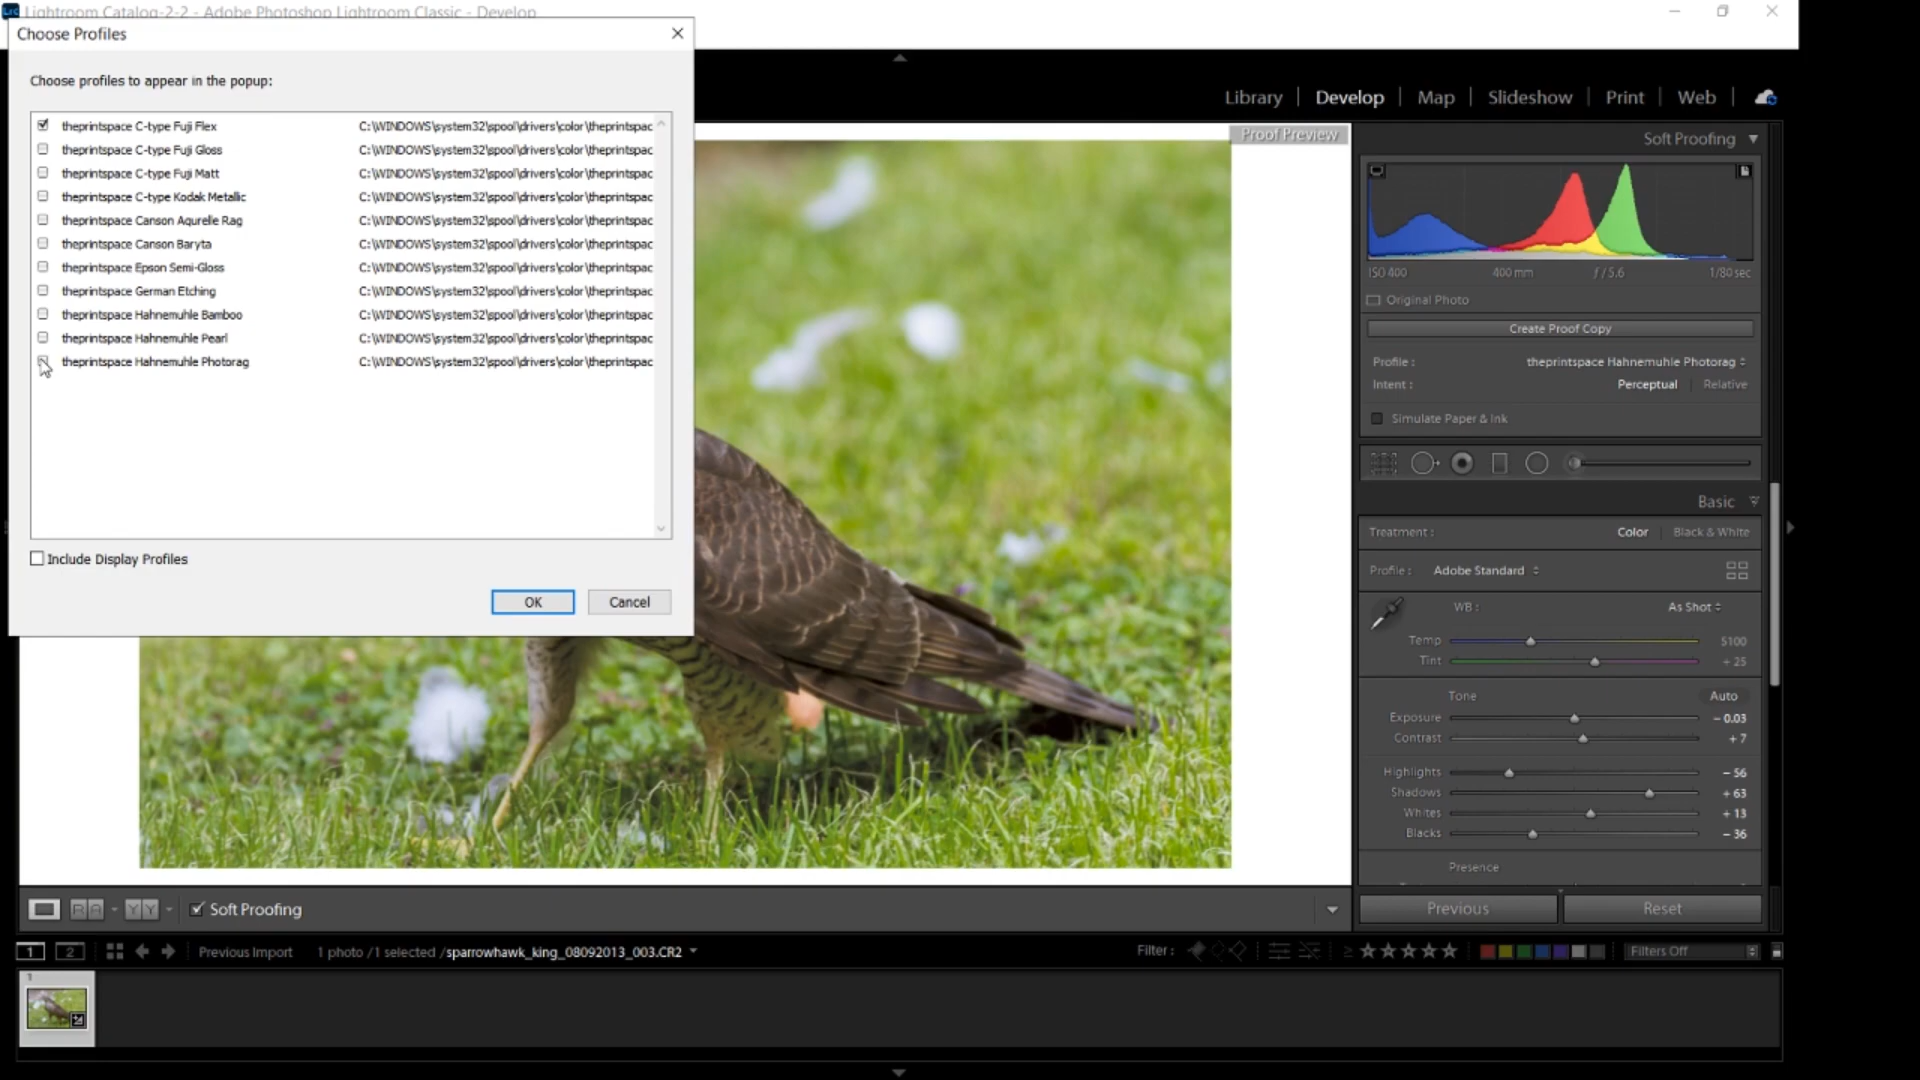 Lightroom Catalog-2-2 - Adobe Photoshop Lightroom Classic - Develop
Choose Profiles
Choose profiles to appear in the popup:
theprintspace C-type Fuji Flex C:\WINDOWS\system32\spool\drivers\color\theprintspac
theprintspace C-type Fuji Gloss C:\WINDOWS\system32\spool\drivers\color\theprintspac
theprintspace C-type Fuji Matt C:\WINDOWS\system32\spool\drivers\color\theprintspac
theprintspace C-type Kodak Metallic C:\WINDOWS\system32\spool\drivers\color\theprintspac
theprintspace Canson Aqurelle Rag C:\WINDOWS\system32\spool\drivers\color\theprintspac
theprintspace Canson Baryta C:\WINDOWS\system32\spool\drivers\color\theprintspac
theprintspace Epson Semi-Gloss C:\WINDOWS\system32\spool\drivers\color\theprintspac
theprintspace German Etching C:\WINDOWS\system32\spool\drivers\color\theprintspac
theprintspace Hahnemuhle Bamboo C:\WINDOWS\system32\spool\drivers\color\theprintspac
theprintspace Hahnemuhle Pearl C:\WINDOWS\system32\spool\drivers\color\theprintspac
theprintspace Hahnemuhle Photorag C:\WINDOWS\system32\spool\drivers\color\theprintspac
Include Display Profiles
OK Cancel
Library | Develop | Map | Slideshow | Print | Web |
Proof Preview
Soft Proofing
ISO 400 400 mm f / 5.6 1/80 sec
Original Photo
Create Proof Copy
Profile : theprintspace Hahnemuhle Photorag
Intent : Perceptual | Relative
Simulate Paper & Ink
Basic
Treatment : Color | Black & White
Profile : Adobe Standard
WB : As Shot
Temp 5100
Tint + 25
Tone Auto
Exposure - 0.03
Contrast + 7
Highlights - 56
Shadows + 63
Whites + 13
Blacks - 36
Presence
Previous Reset
R A Y Y Soft Proofing
1 2 Previous Import 1 photo / 1 selected / sparrowhawk_king_08092013_003.CR2 Filter : ≥ Filters Off
1